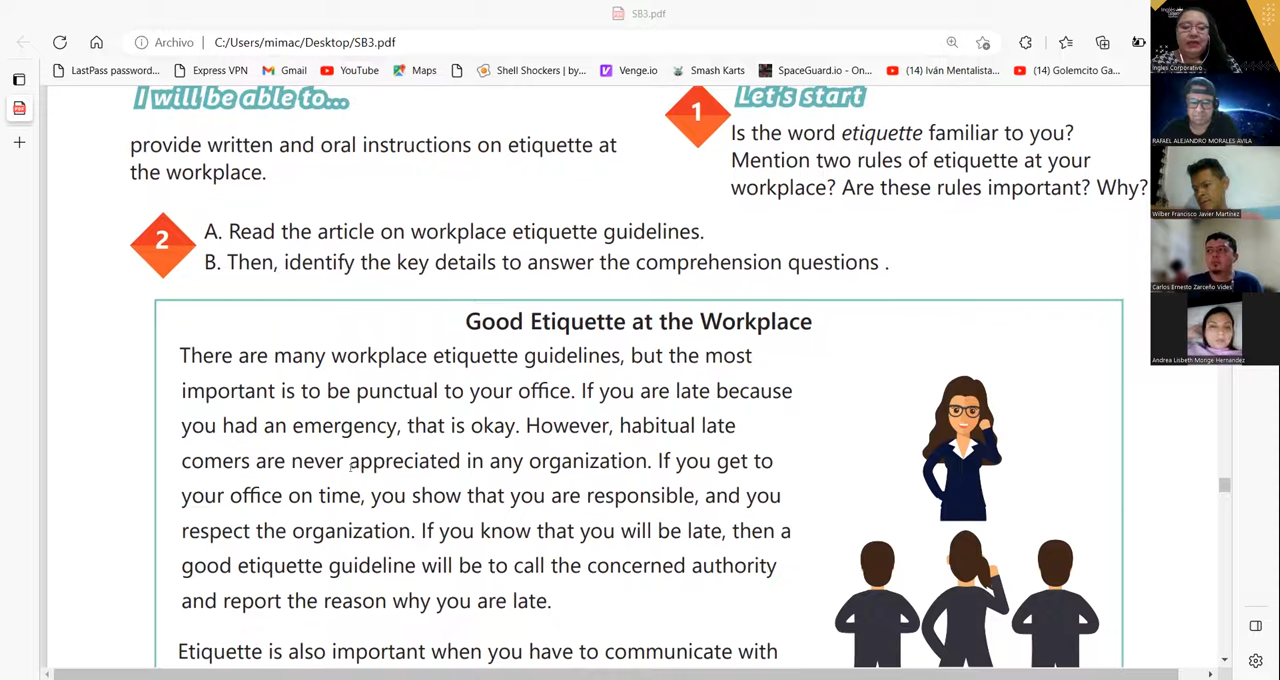 SB3.pdf
Archivo
C:/Users/mimac/Desktop/SB3.pdf
LastPass password...
Express VPN
Gmail
YouTube
Maps
Shell Shockers | by...
Venge.io
Smash Karts
SpaceGuard.io - On...
(14) Iván Mentalista...
(14) Golemcito Ga...
I will be able to...
provide written and oral instructions on etiquette at
the workplace.
1
Let's start
Is the word etiquette familiar to you?
Mention two rules of etiquette at your
workplace? Are these rules important? Why?
2
A. Read the article on workplace etiquette guidelines.
B. Then, identify the key details to answer the comprehension questions .
Good Etiquette at the Workplace
There are many workplace etiquette guidelines, but the most
important is to be punctual to your office. If you are late because
you had an emergency, that is okay. However, habitual late
comers are never appreciated in any organization. If you get to
your office on time, you show that you are responsible, and you
respect the organization. If you know that you will be late, then a
good etiquette guideline will be to call the concerned authority
and report the reason why you are late.
Etiquette is also important when you have to communicate with
Ingles Corporativo
RAFAEL ALEJANDRO MORALES AVILA
Wilber Francisco Javier Martínez
Carlos Ernesto Zarceño Vides
Andrea Lisbeth Monge Hernandez